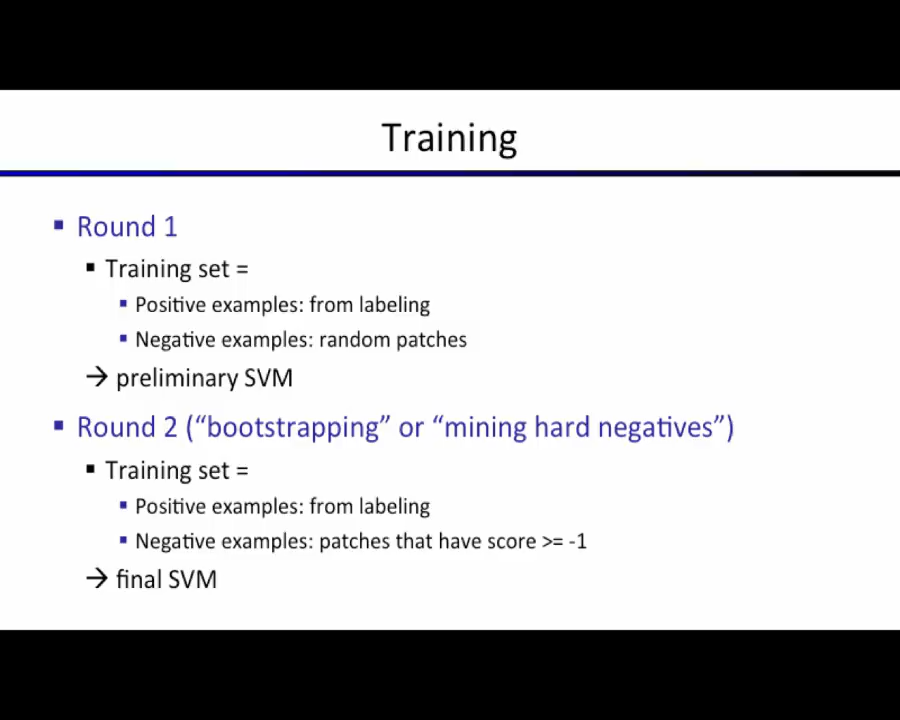 Training
▪ Round 1
▪ Training set =
▪ Positive examples: from labeling
▪ Negative examples: random patches
→ preliminary SVM
▪ Round 2 (“bootstrapping” or “mining hard negatives”)
▪ Training set =
▪ Positive examples: from labeling
▪ Negative examples: patches that have score >= -1
→ final SVM